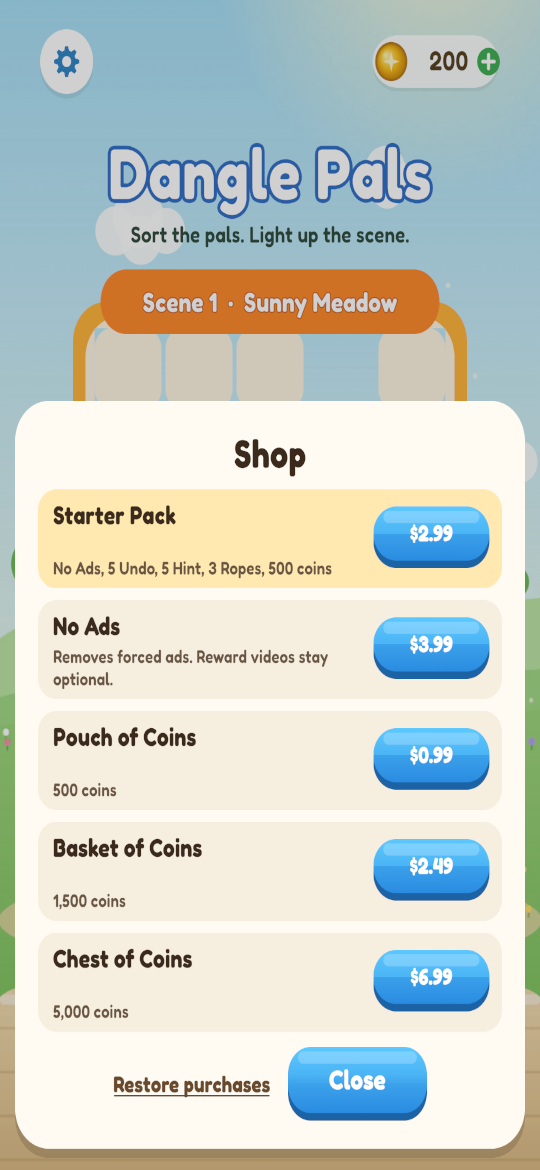 200
Dangle Pals
Sort the pals. Light up the scene.
Scene 1 · Sunny Meadow
Shop
Starter Pack
$2.99
No Ads, 5 Undo, 5 Hint, 3 Ropes, 500 coins
No Ads
$3.99
Removes forced ads. Reward videos stay
optional.
Pouch of Coins
$0.99
500 coins
Basket of Coins
$2.49
1,500 coins
Chest of Coins
$6.99
5,000 coins
Restore purchases
Close